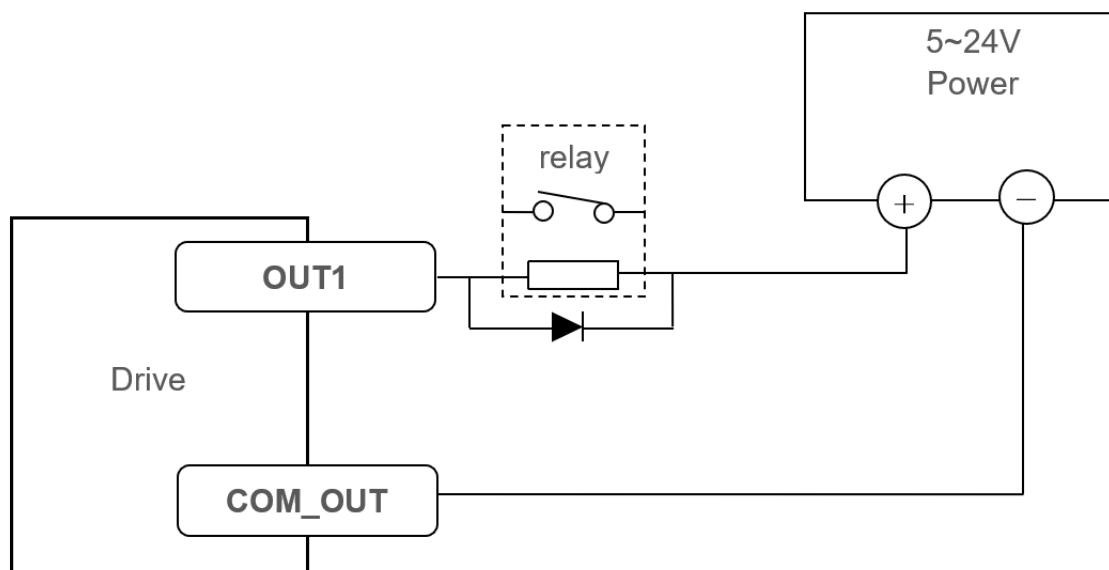 5~24V
Power
+
−
relay
OUT1
Drive
COM_OUT